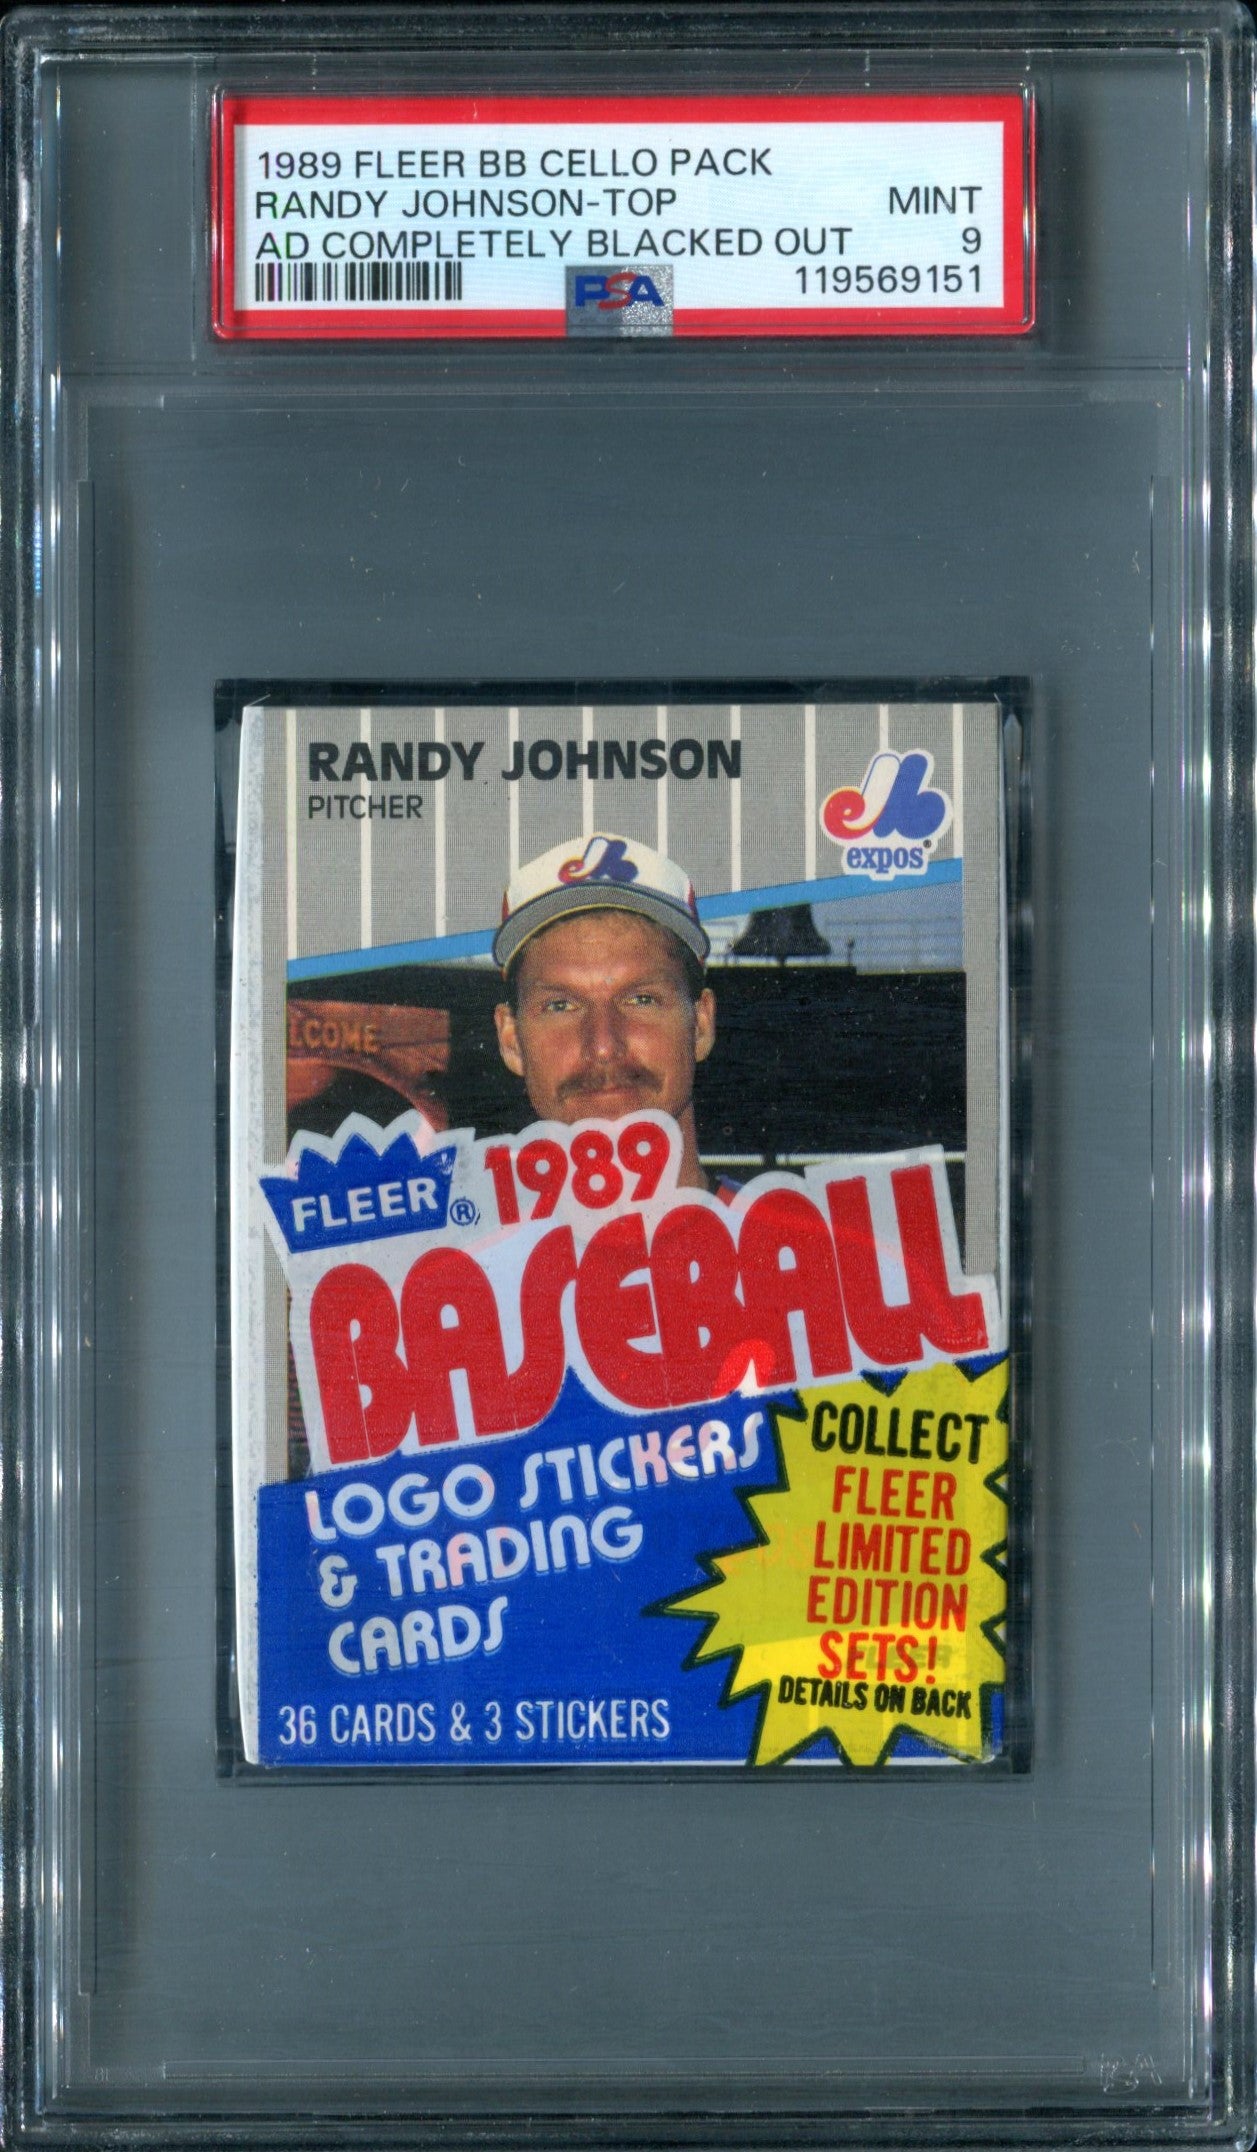 1989 FLEER BB CELLO PACK
RANDY JOHNSON-TOP MINT
AD COMPLETELY BLACKED OUT 9
PSA 119569151
RANDY JOHNSON
PITCHER
expos®
LCOME
FLEER® 1989
BASEBALL
LOGO STICKERS
& TRADING
CARDS
36 CARDS & 3 STICKERS
COLLECT
FLEER
LIMITED
EDITION
SETS!
DETAILS ON BACK